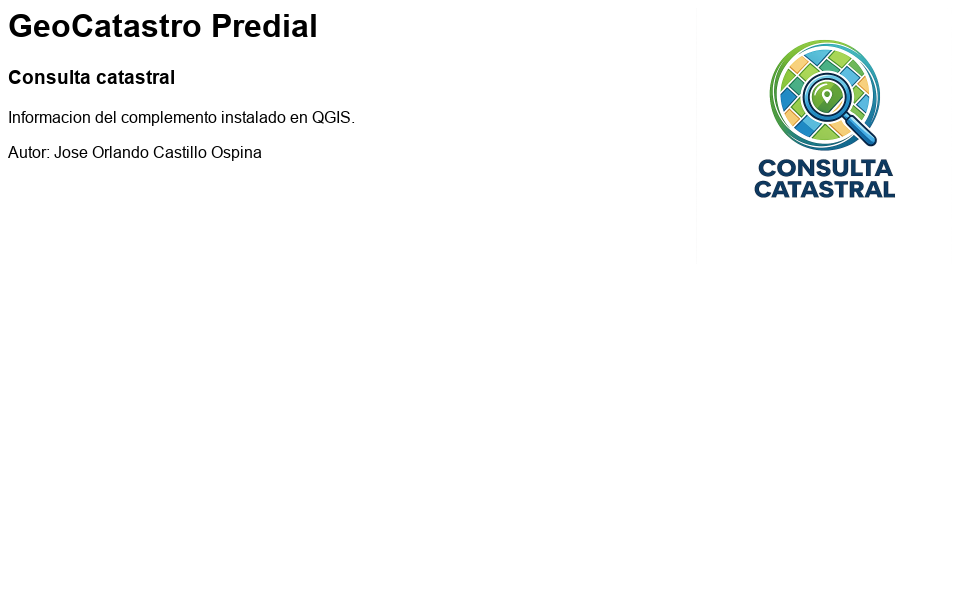 GeoCatastro Predial
Consulta catastral
Informacion del complemento instalado en QGIS.
Autor: Jose Orlando Castillo Ospina
CONSULTA
CATASTRAL